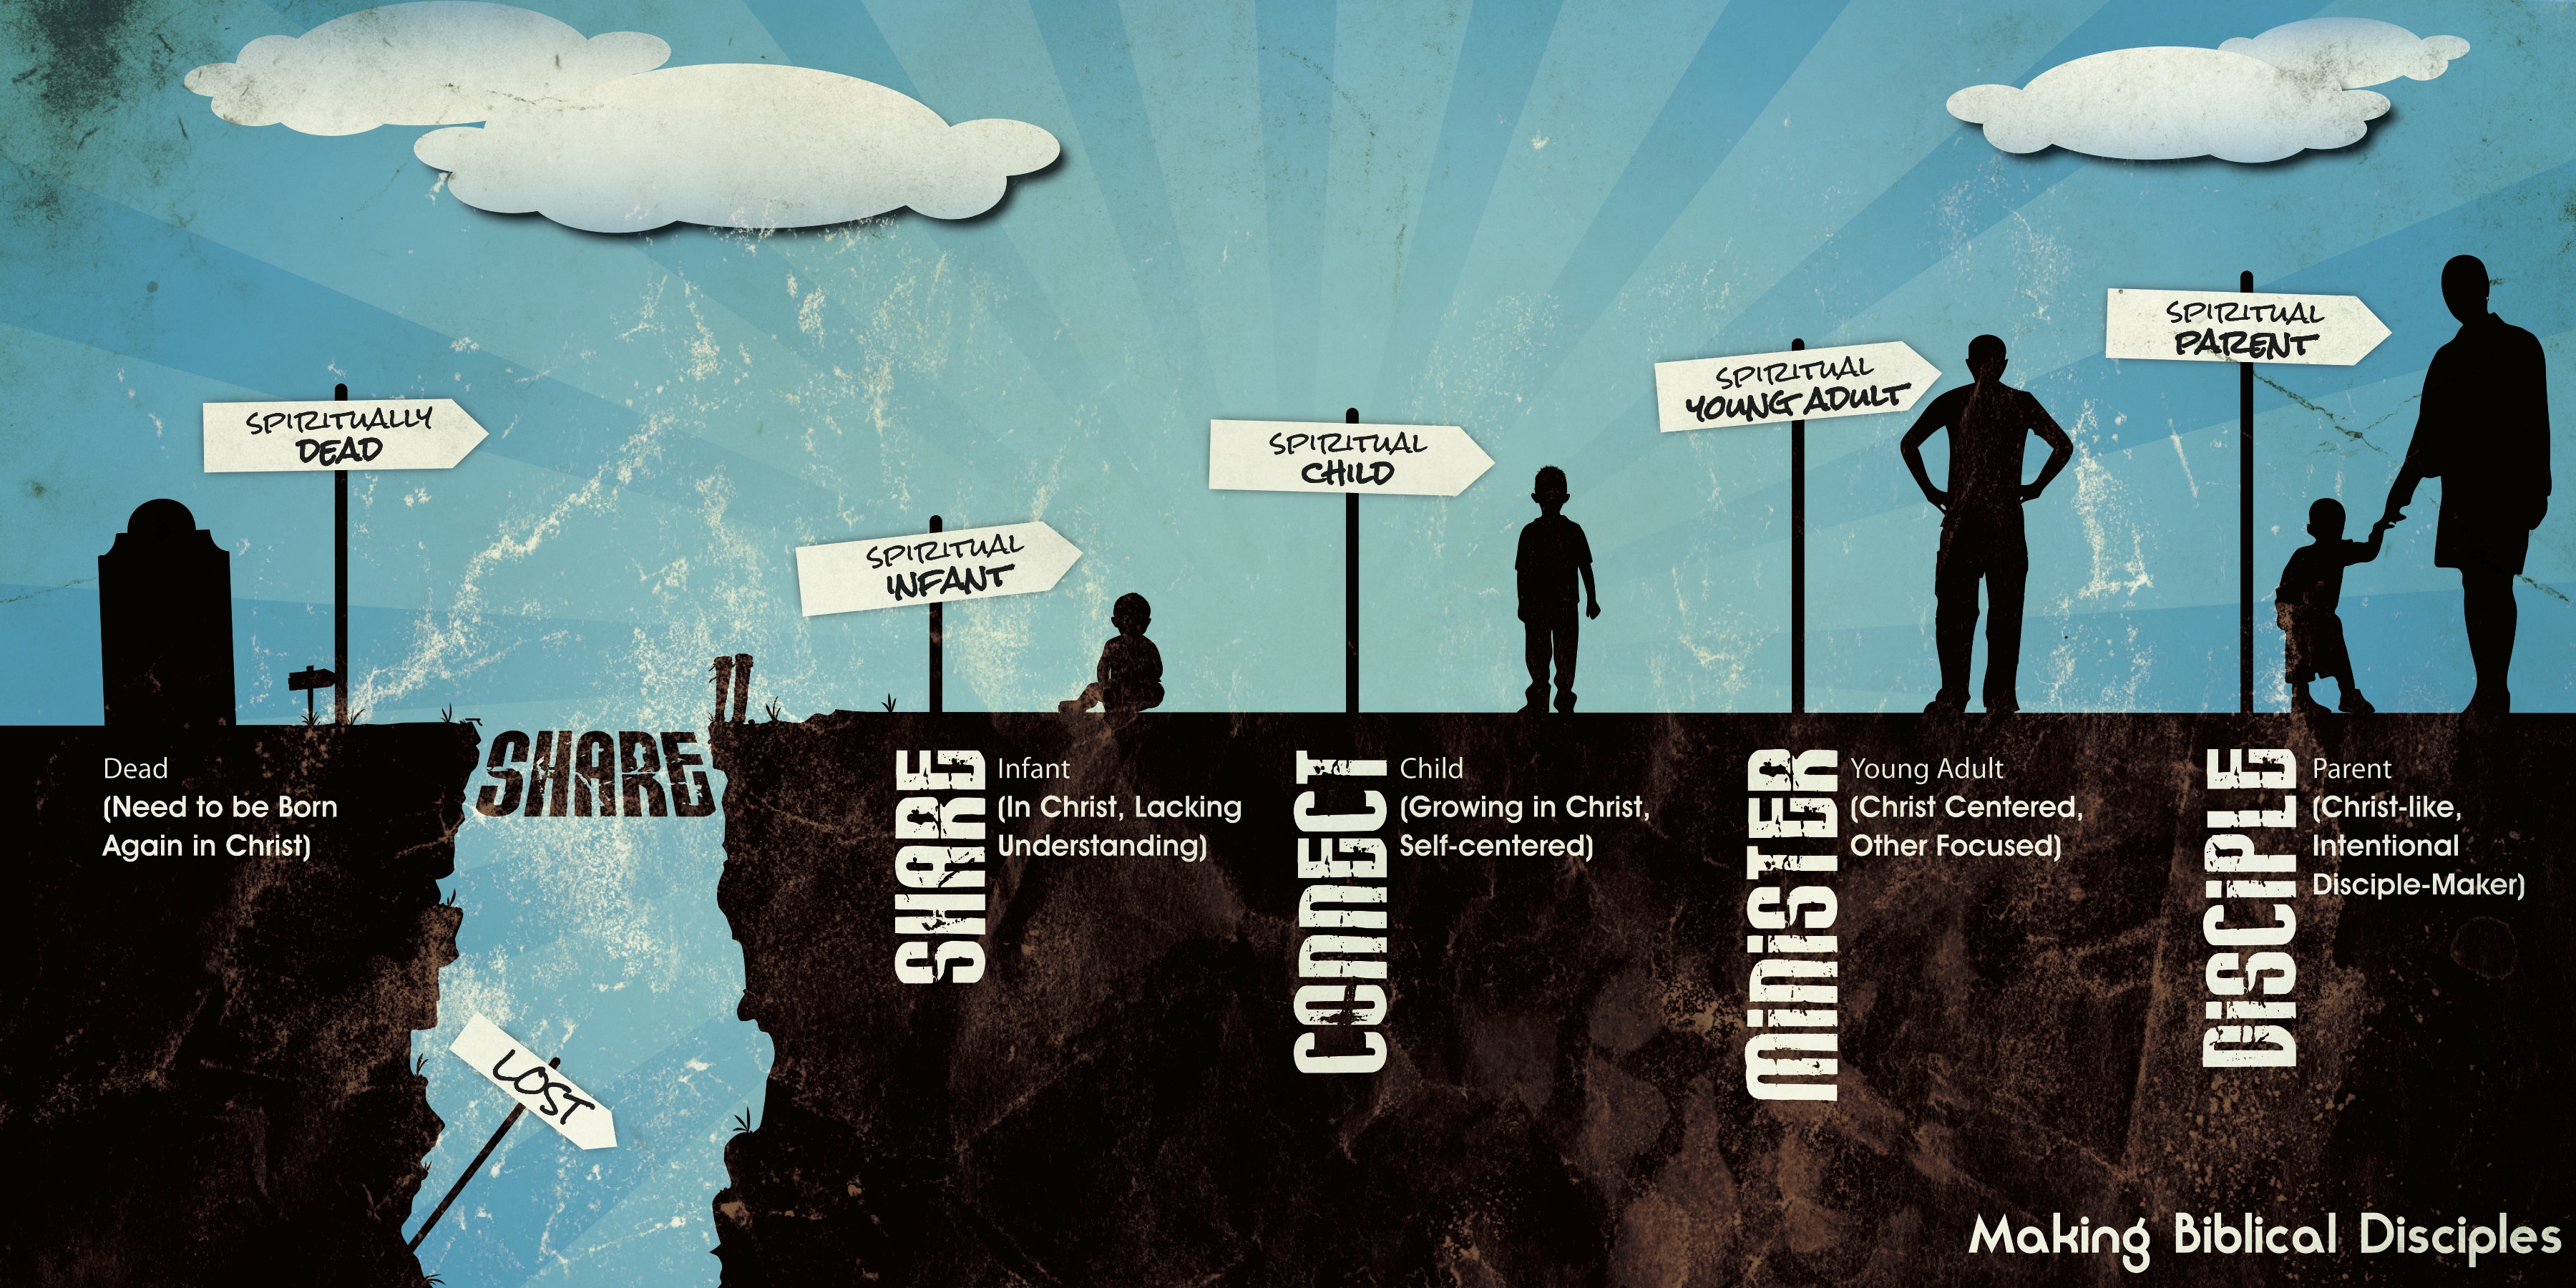 SPIRITUALLY
DEAD
SPIRITUAL
INFANT
SPIRITUAL
CHILD
SPIRITUAL
YOUNG ADULT
SPIRITUAL
PARENT
Dead
(Need to be Born
Again in Christ)
SHARE
LOST
SHARE
Infant
(In Christ, Lacking
Understanding)
CONNECT
Child
(Growing in Christ,
Self-centered)
MINISTER
Young Adult
(Christ Centered,
Other Focused)
DISCIPLE
Parent
(Christ-like,
Intentional
Disciple-Maker)
Making Biblical Disciples